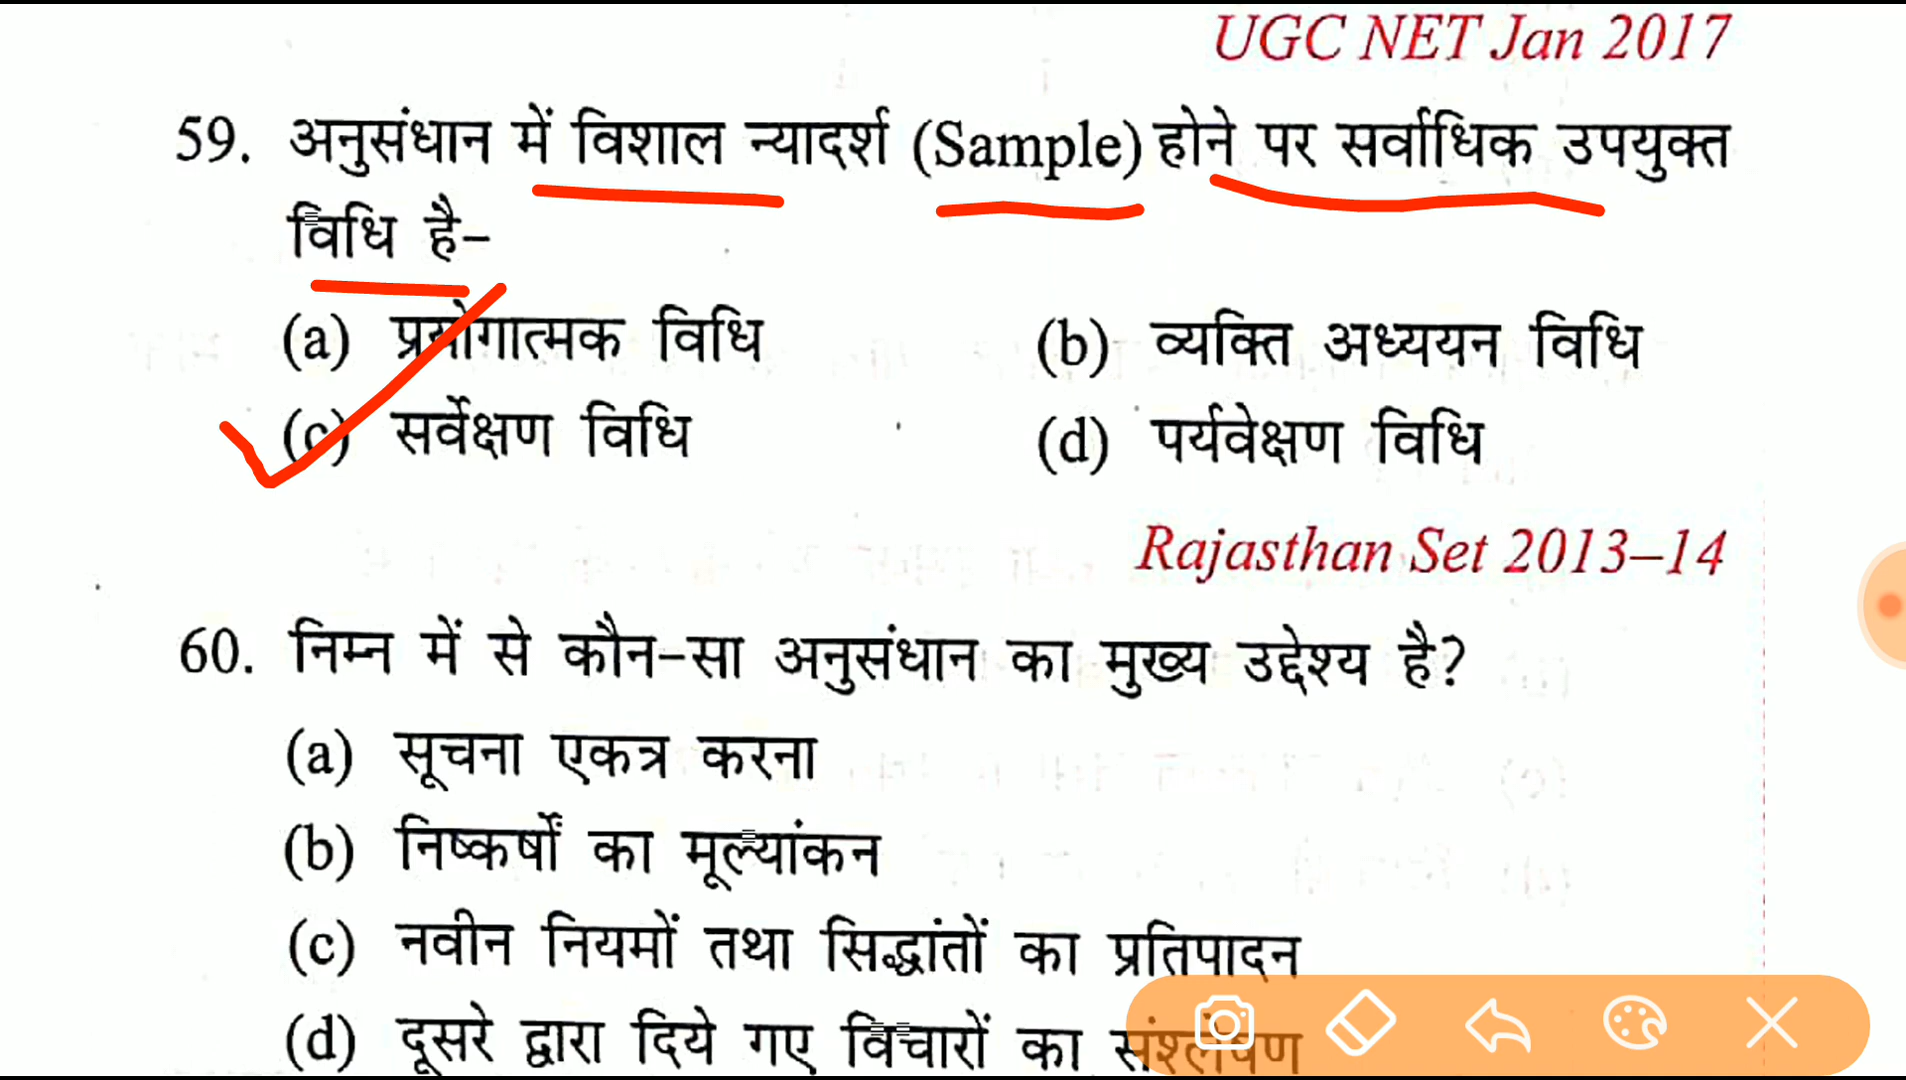 UGC NET Jan 2017
59. अनुसंधान में विशाल न्यादर्श (Sample) होने पर सर्वाधिक उपयुक्त
विधि है–
(a) प्रयोगात्मक विधि (b) व्यक्ति अध्ययन विधि
(c) सर्वेक्षण विधि (d) पर्यवेक्षण विधि
Rajasthan Set 2013–14
60. निम्न में से कौन-सा अनुसंधान का मुख्य उद्देश्य है?
(a) सूचना एकत्र करना
(b) निष्कर्षों का मूल्यांकन
(c) नवीन नियमों तथा सिद्धांतों का प्रतिपादन
(d) दूसरे द्वारा दिये गए विचारों का संश्लेषण